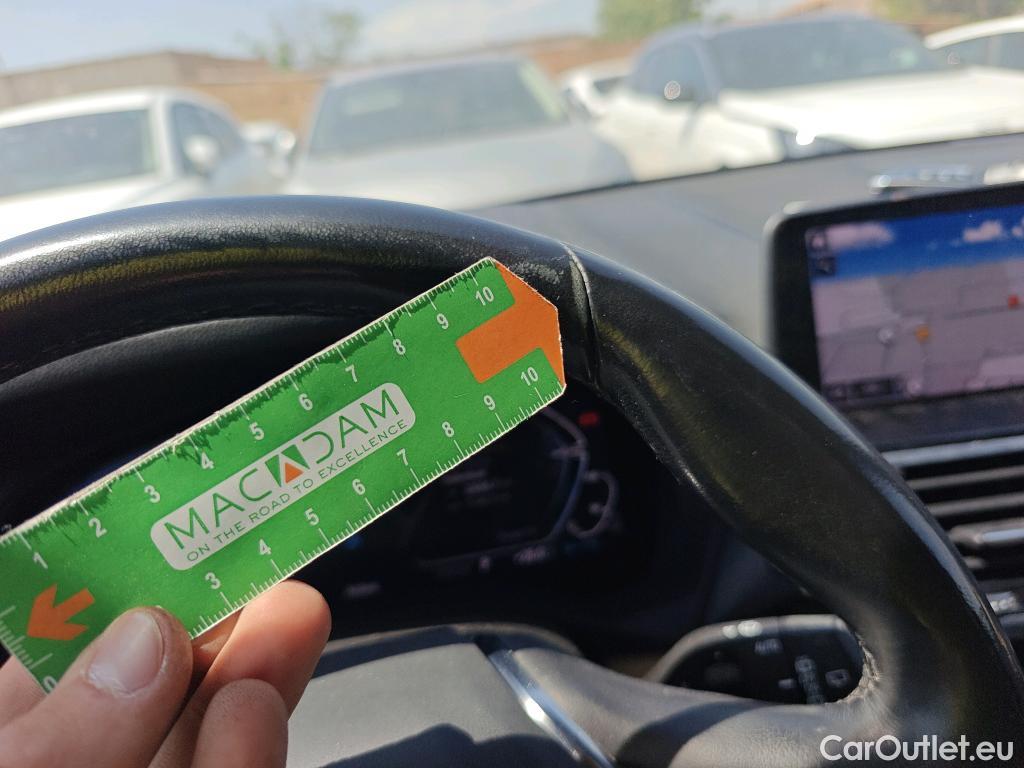 1 2 3 4 5 6 7 8 9 10
MACADAM
ON THE ROAD TO EXCELLENCE
3 4 5 6 7 8 9 10
AUTO
CarOutlet.eu